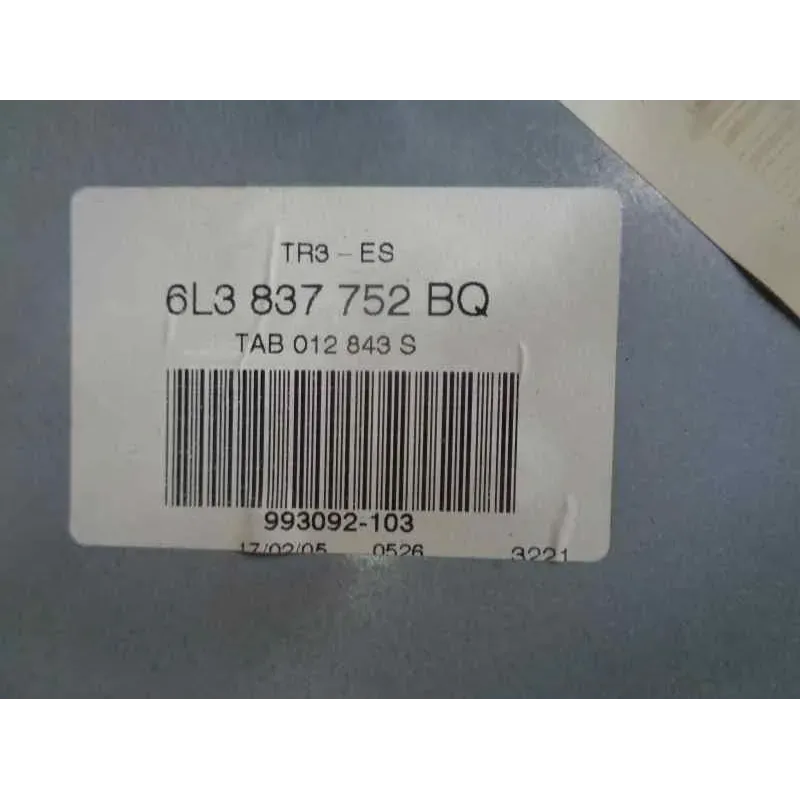 TR3 - ES
6L3 837 752 BQ
TAB 012 843 S
993092-103
17/02/05 0526 3221